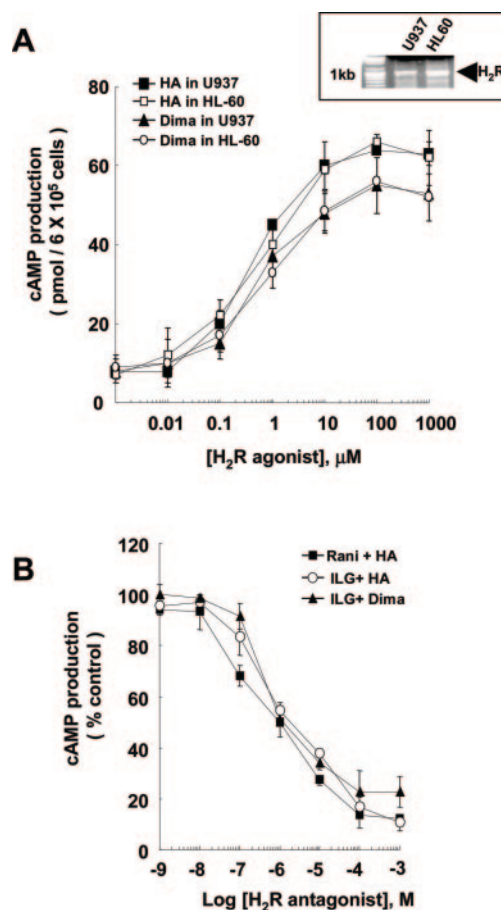 A
U937
HL60
1kb
H2R
HA in U937
HA in HL-60
Dima in U937
Dima in HL-60
cAMP production
( pmol / 6 X 10⁵ cells )
80
60
40
20
0
0.01 0.1 1 10 100 1000
[H2R agonist], μM
B
Rani + HA
ILG+ HA
ILG+ Dima
cAMP production
( % control )
120
100
80
60
40
20
0
-9 -8 -7 -6 -5 -4 -3
Log [H2R antagonist], M